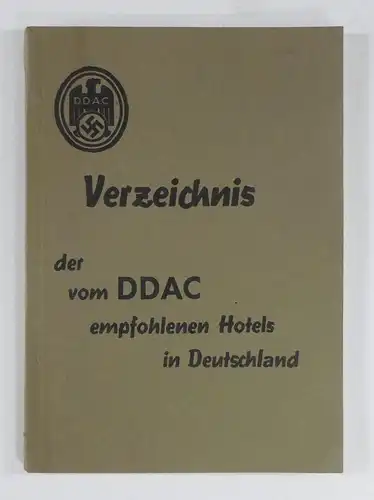 DDAC
Verzeichnis
der
vom DDAC
empfohlenen Hotels
in Deutschland